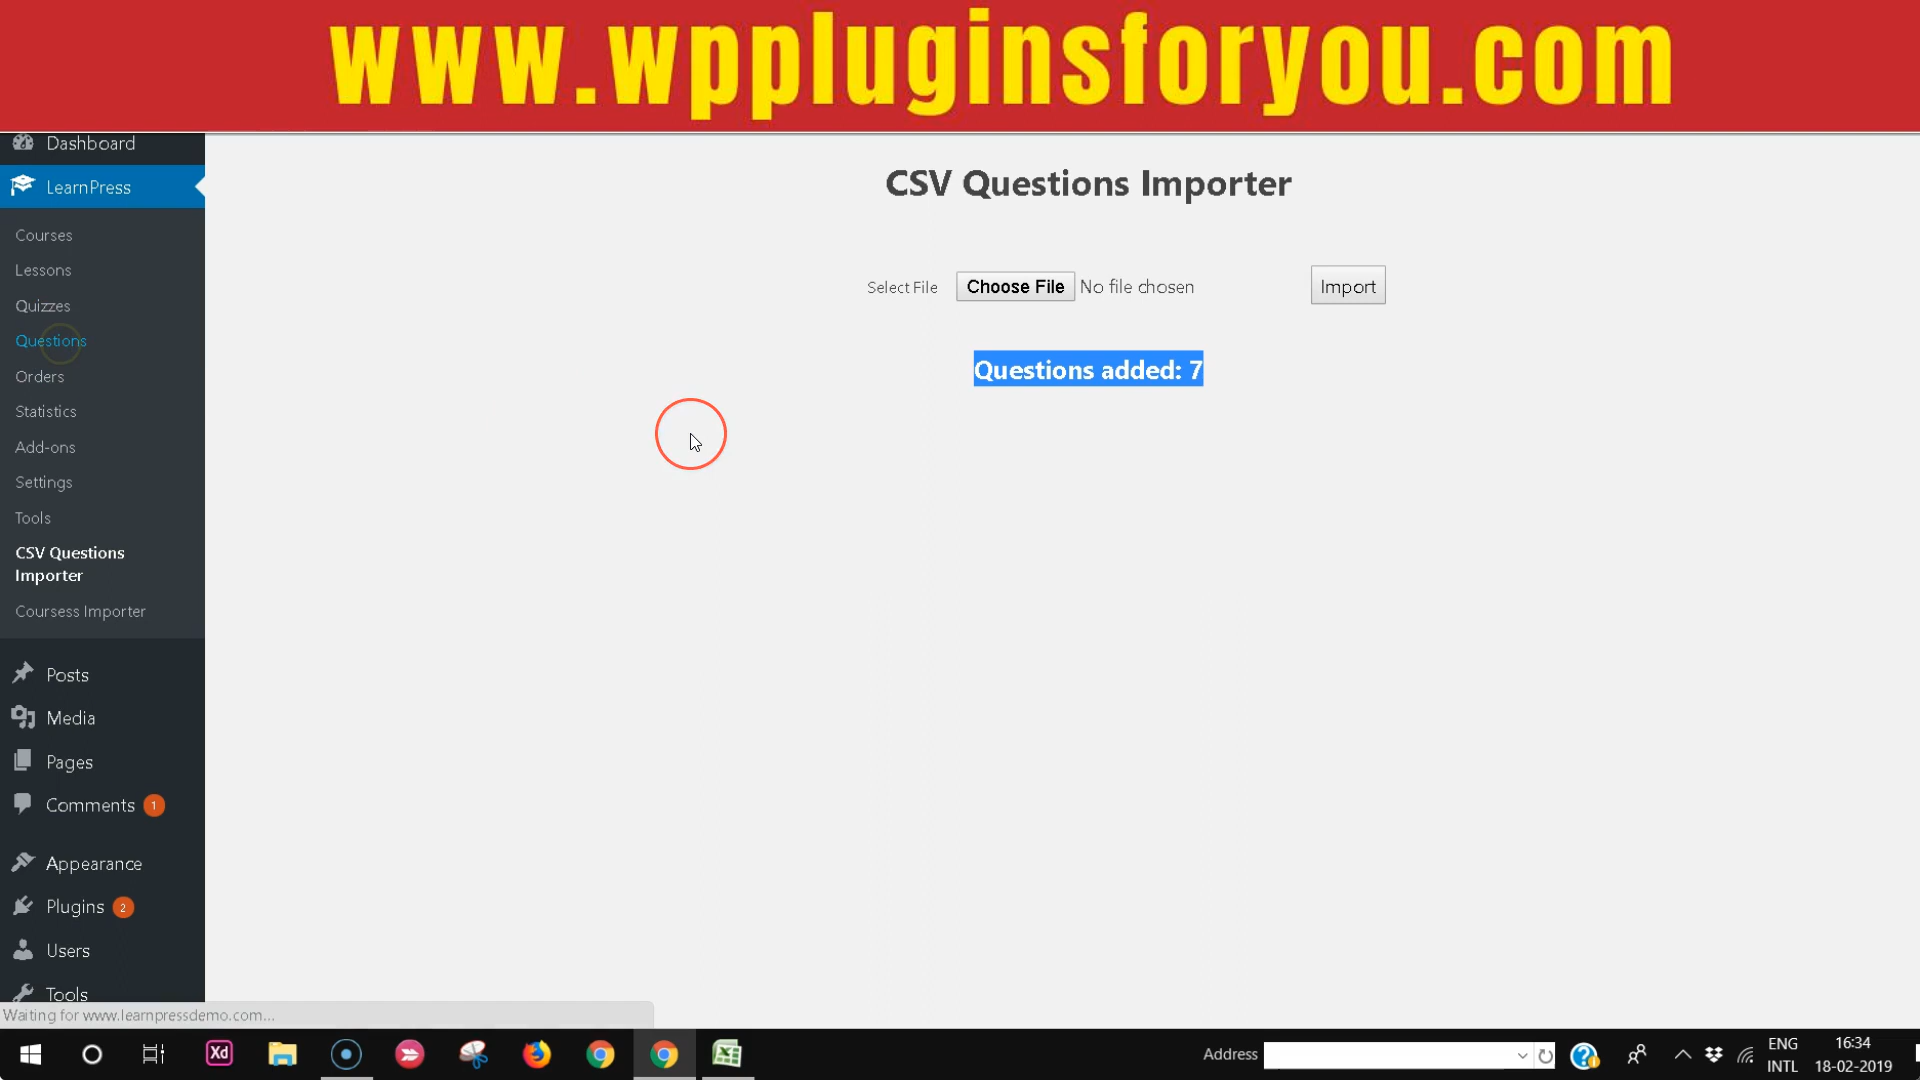 www.wppluginsforyou.com
Dashboard
LearnPress
Courses
Lessons
Quizzes
Questions
Orders
Statistics
Add-ons
Settings
Tools
CSV Questions
Importer
Coursess Importer
Posts
Media
Pages
Comments 1
Appearance
Plugins 2
Users
Tools
CSV Questions Importer
Select File Choose File No file chosen Import
Questions added: 7
Waiting for www.learnpressdemo.com...
Xd
Address
ENG
INTL
16:34
18-02-2019